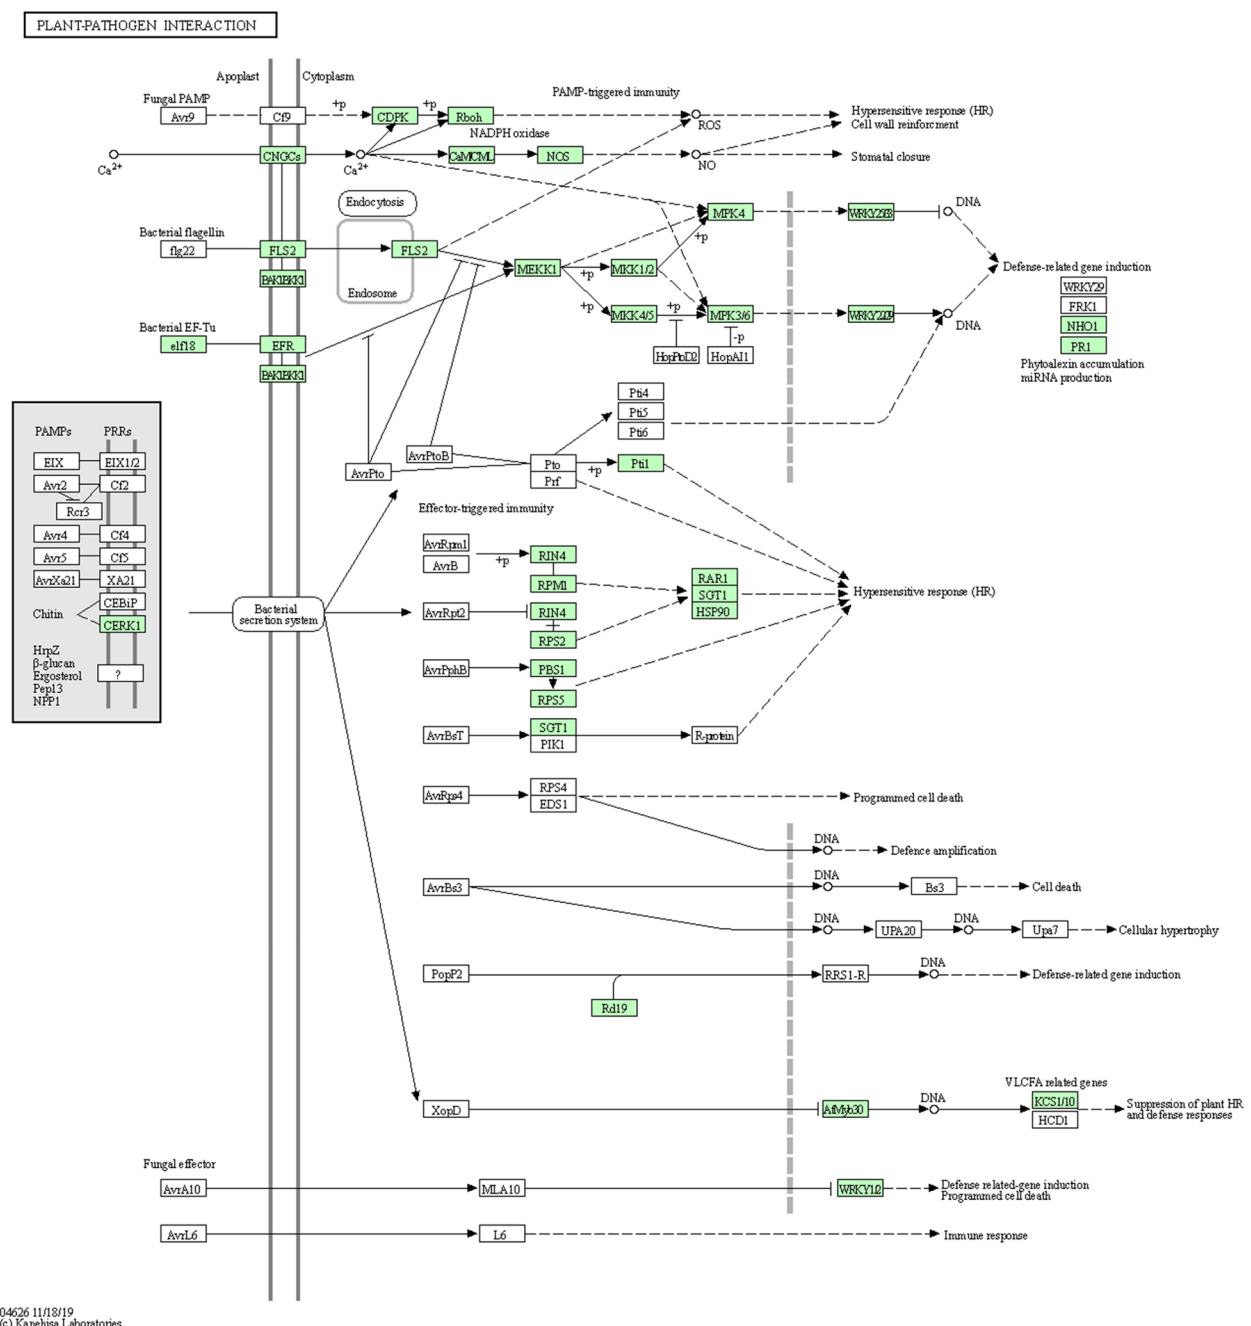 PLANT-PATHOGEN INTERACTION
Apoplast
Cytoplasm
Fungal PAMP
Avr9
Cf9
+p
CDPK
+p
Rboh
PAMP-triggered immunity
ROS
Hypersensitive response (HR)
Cell wall reinforcment
NADPH oxidase
Ca2+
CNGCs
Ca2+
CaM/CML
NOS
NO
Stomatal closure
Endocytosis
MPK4
DNA
Bacterial flagellin
flg22
FLS2
FLS2
+p
BAK1/BKK1
MEKK1
+p
MKK1/2
Defense-related gene induction
WRKY29
FRK1
NHO1
PR1
Phytoalexin accumulation
miRNA production
Endosome
+p
MKK4/5
+p
MPK3/6
DNA
-p
HopPtoD2
HopAI1
Bacterial EF-Tu
elf18
EFR
BAK1/BKK1
Pti4
Pti5
Pti6
AvrPto
AvrPtoB
Pto
Prf
+p
Pti1
PAMPs
PRRs
EIX
EIX1/2
Avr2
Cf2
Rcr3
Avr4
Cf4
Avr5
Cf5
AvrXa21
XA21
Chitin
CEBiP
CERK1
HrpZ
β-glucan
Ergosterol
Pep13
NPP1
?
Effector-triggered immunity
Bacterial
secretion system
AvrRpm1
AvrB
+p
RIN4
RPM1
RAR1
SGT1
HSP90
Hypersensitive response (HR)
AvrRpt2
RIN4
RPS2
AvrPphB
PBS1
RPS5
AvrBsT
SGT1
PIK1
R-protein
AvrRps4
RPS4
EDS1
Programmed cell death
DNA
Defence amplification
AvrBs3
DNA
Bs3
Cell death
DNA
UPA20
DNA
Upa7
Cellular hypertrophy
PopP2
RRS1-R
DNA
Defense-related gene induction
Rd19
XopD
AtMyb30
DNA
VLCFA related genes
KCS1/10
HCD1
Suppression of plant HR
and defense responses
Fungal effector
AvrA10
MLA10
WRKY1/2
Defense related-gene induction
Programmed cell death
AvrL6
L6
Immune response
04626 11/18/19
(c) Kanehisa Laboratories